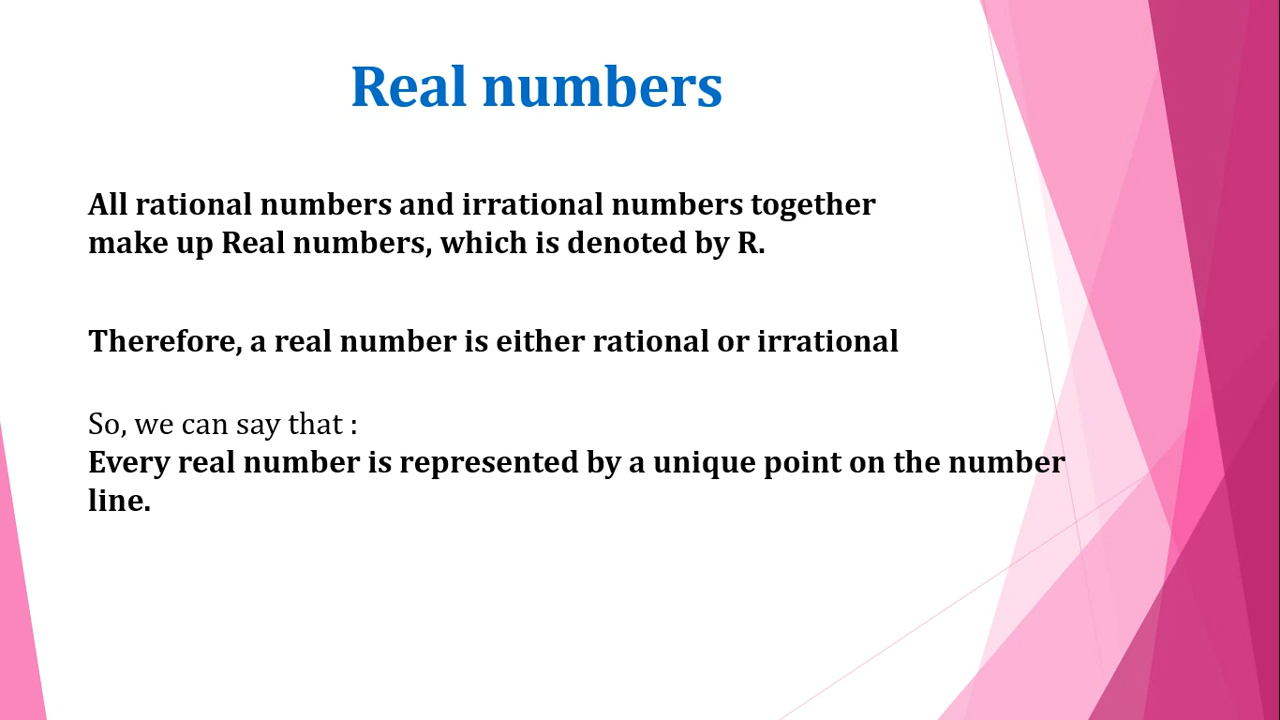 Real numbers
All rational numbers and irrational numbers together
make up Real numbers, which is denoted by R.
Therefore, a real number is either rational or irrational
So, we can say that :
Every real number is represented by a unique point on the number
line.